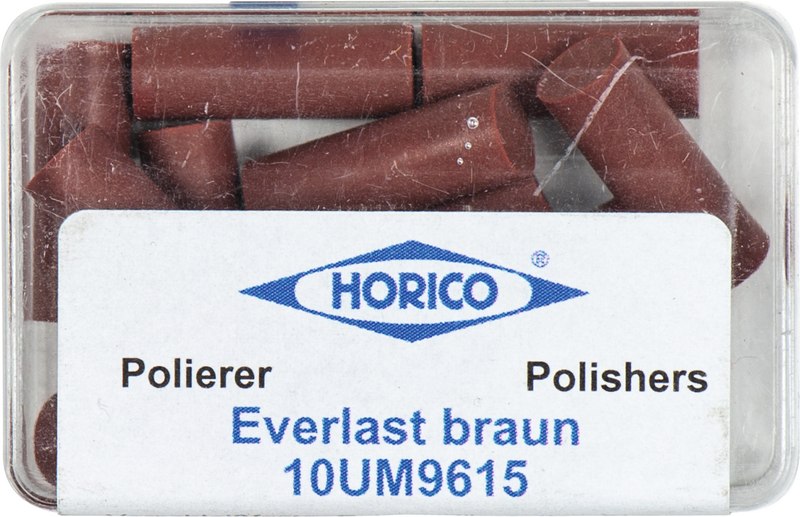 HORICO ®
Polierer Polishers
Everlast braun
10UM9615